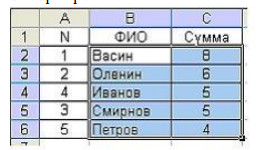 A B C
1 N ФИО Сумма
2 1 Васин 8
3 2 Оленин 6
4 4 Иванов 5
5 3 Смирнов 5
6 5 Петров 4